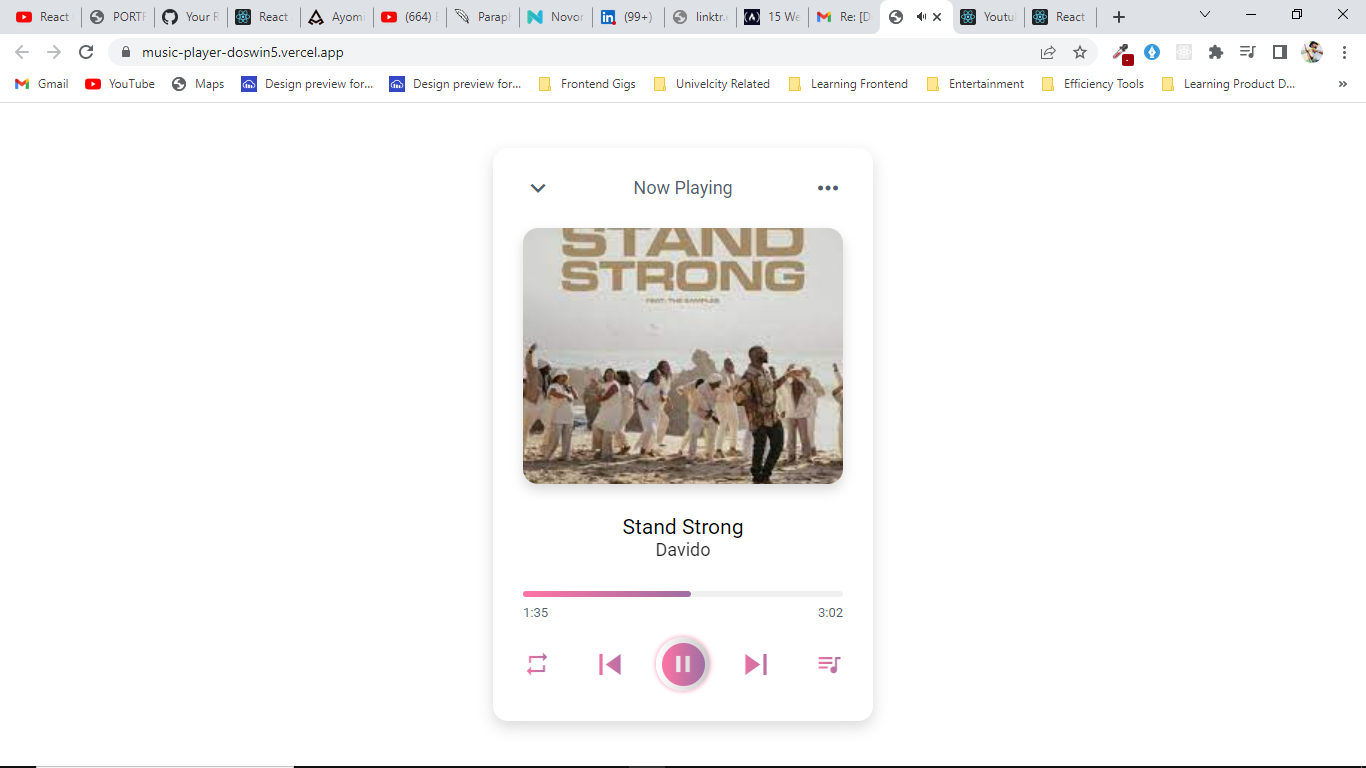 React
PORTF
Your R
React
Ayom
(664) E
Parap
Novor
(99+)
linktr.
15 We
Re: [D
Youtu
React
music-player-doswin5.vercel.app
Gmail
YouTube
Maps
Design preview for...
Design preview for...
Frontend Gigs
Univelcity Related
Learning Frontend
Entertainment
Efficiency Tools
Learning Product D...
Now Playing
STAND
STRONG
FEAT. THE SAMPLES
Stand Strong
Davido
1:35
3:02